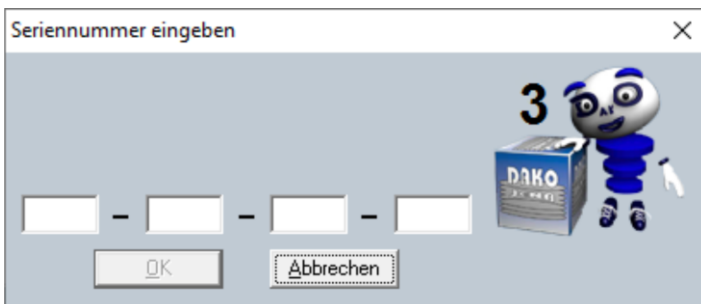 Seriennummer eingeben
3
DAKO
– – –
OK
Abbrechen